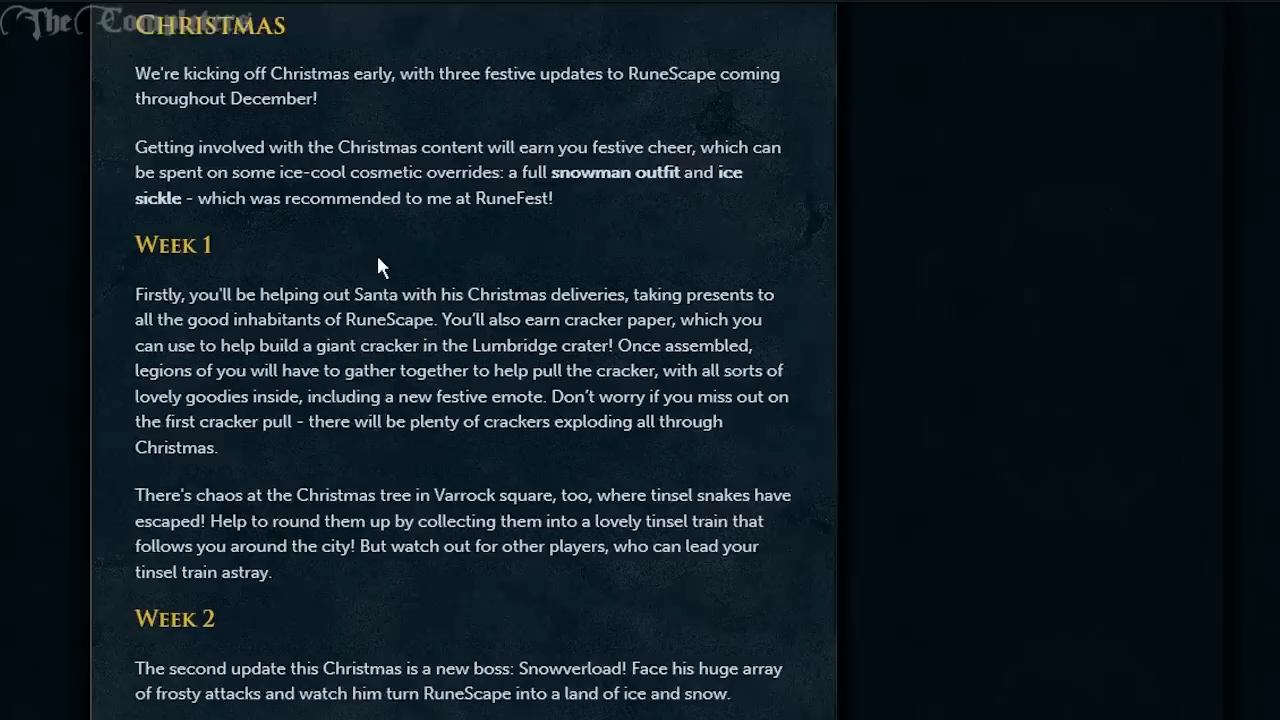 The Completers
Christmas
We're kicking off Christmas early, with three festive updates to RuneScape coming
throughout December!
Getting involved with the Christmas content will earn you festive cheer, which can
be spent on some ice-cool cosmetic overrides: a full snowman outfit and ice
sickle - which was recommended to me at RuneFest!
Week 1
Firstly, you'll be helping out Santa with his Christmas deliveries, taking presents to
all the good inhabitants of RuneScape. You’ll also earn cracker paper, which you
can use to help build a giant cracker in the Lumbridge crater! Once assembled,
legions of you will have to gather together to help pull the cracker, with all sorts of
lovely goodies inside, including a new festive emote. Don’t worry if you miss out on
the first cracker pull - there will be plenty of crackers exploding all through
Christmas.
There's chaos at the Christmas tree in Varrock square, too, where tinsel snakes have
escaped! Help to round them up by collecting them into a lovely tinsel train that
follows you around the city! But watch out for other players, who can lead your
tinsel train astray.
Week 2
The second update this Christmas is a new boss: Snowverload! Face his huge array
of frosty attacks and watch him turn RuneScape into a land of ice and snow.